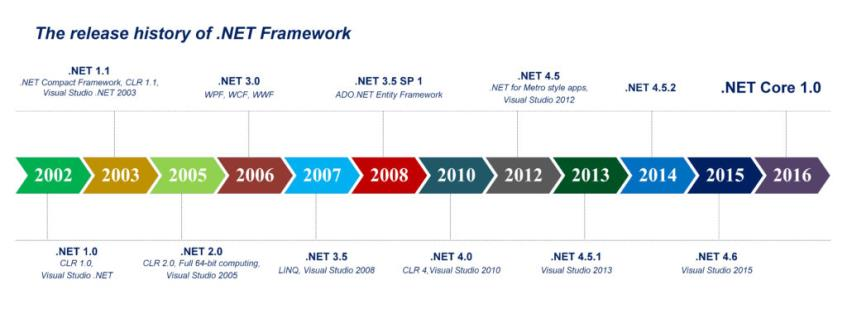 The release history of .NET Framework
.NET 1.1
.NET Compact Framework, CLR 1.1,
Visual Studio .NET 2003
.NET 3.0
WPF, WCF, WWF
.NET 3.5 SP 1
ADO.NET Entity Framework
.NET 4.5
.NET for Metro style apps,
Visual Studio 2012
.NET 4.5.2
.NET Core 1.0
2002
2003
2005
2006
2007
2008
2010
2012
2013
2014
2015
2016
.NET 1.0
CLR 1.0,
Visual Studio .NET
.NET 2.0
CLR 2.0, Full 64-bit computing,
Visual Studio 2005
.NET 3.5
LINQ, Visual Studio 2008
.NET 4.0
CLR 4,Visual Studio 2010
.NET 4.5.1
Visual Studio 2013
.NET 4.6
Visual Studio 2015